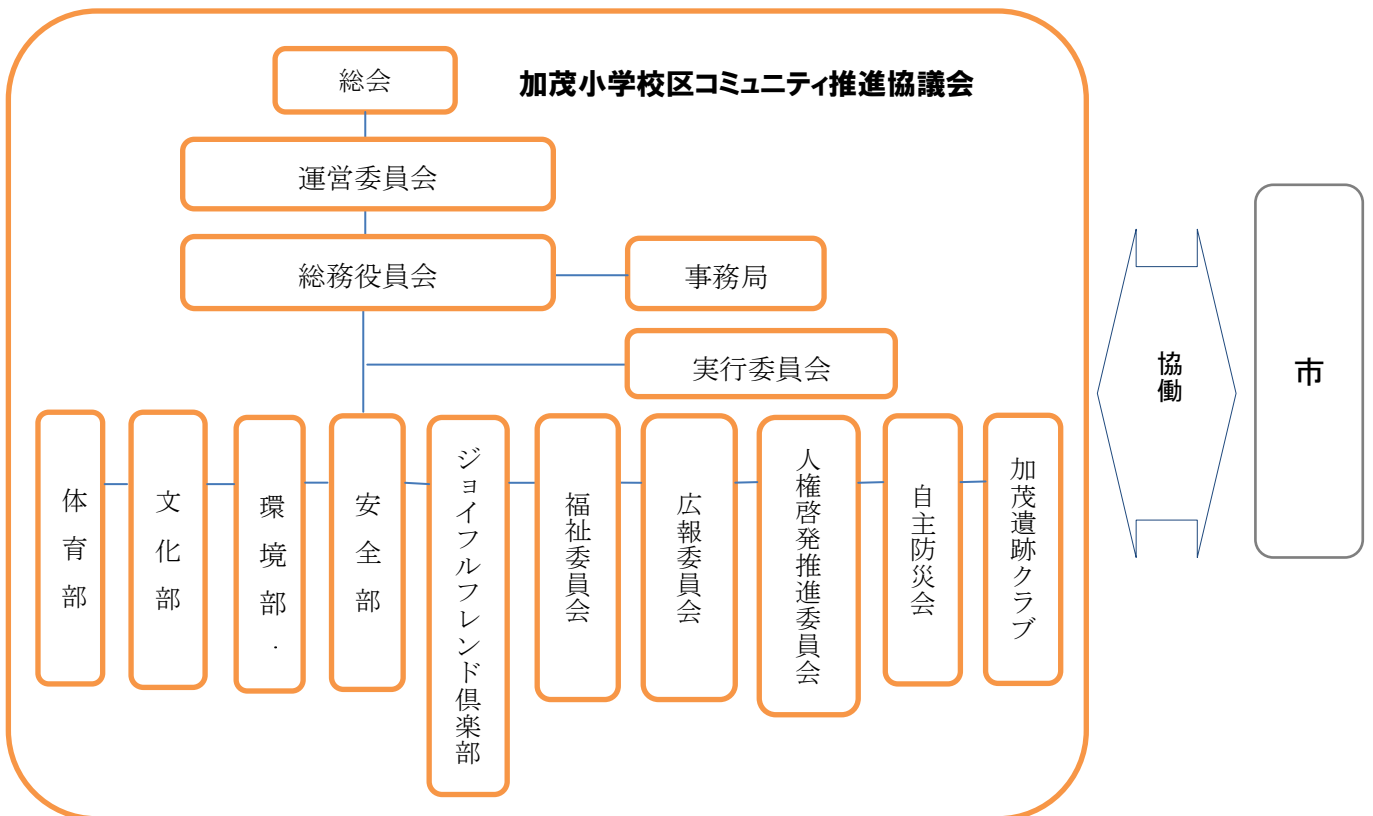 総会
加茂小学校区コミュニティ推進協議会
運営委員会
総務役員会
事務局
実行委員会
体育部
文化部
環境部.
安全部
ジョイフルフレンド倶楽部
福祉委員会
広報委員会
人権啓発推進委員会
自主防災会
加茂遺跡クラブ
協働
市